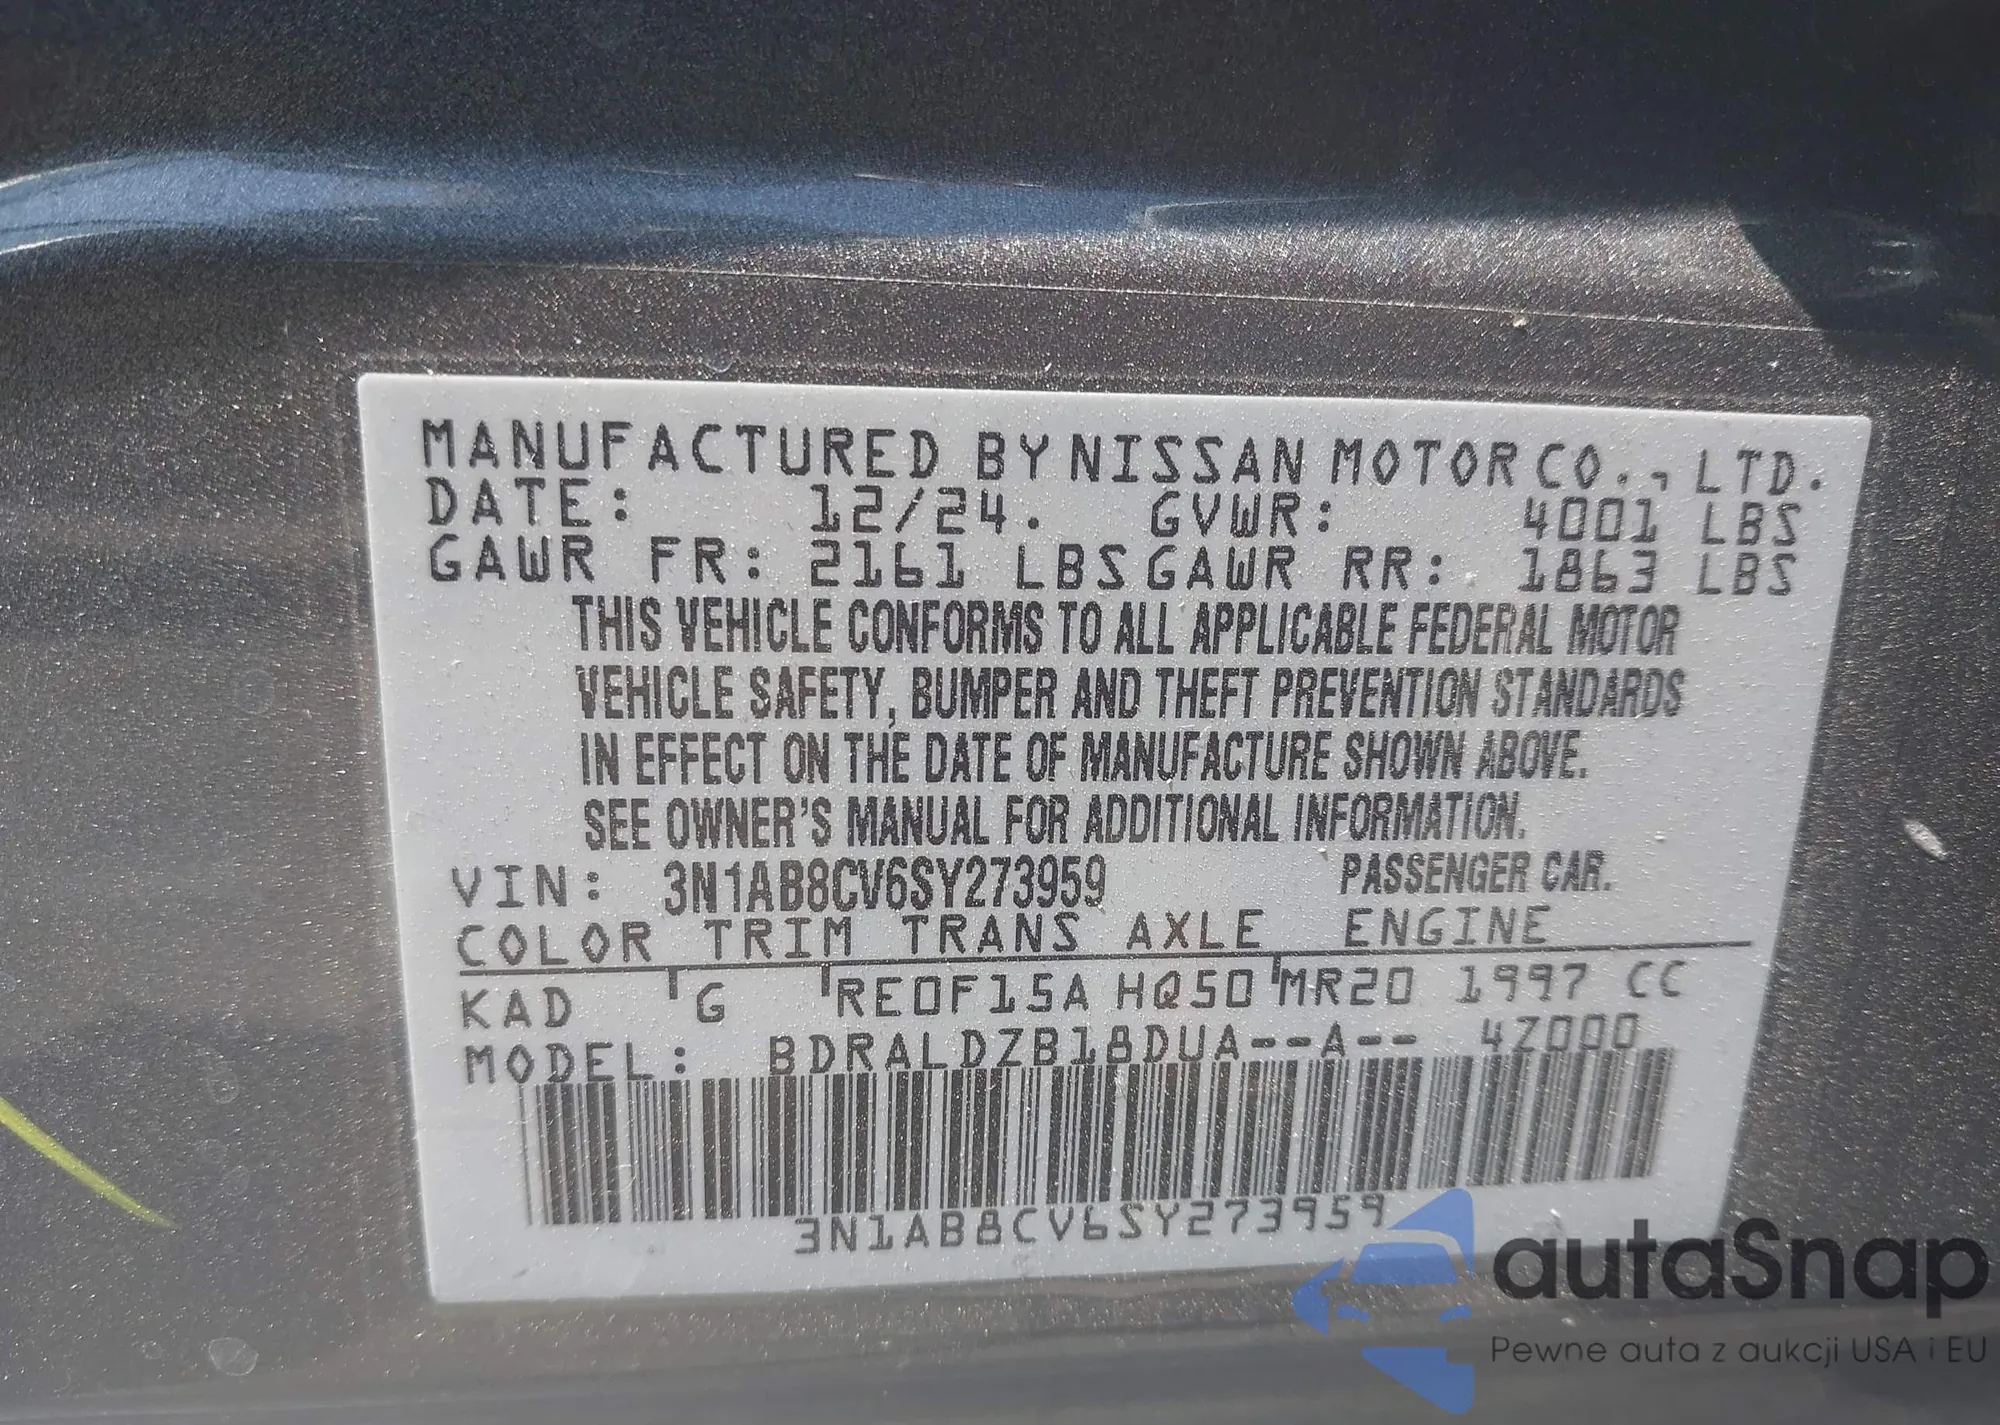 MANUFACTURED BY NISSAN MOTOR CO., LTD.
DATE: 12/24. GVWR: 4001 LBS
GAWR FR: 2161 LBS GAWR RR: 1863 LBS
THIS VEHICLE CONFORMS TO ALL APPLICABLE FEDERAL MOTOR
VEHICLE SAFETY, BUMPER AND THEFT PREVENTION STANDARDS
IN EFFECT ON THE DATE OF MANUFACTURE SHOWN ABOVE.
SEE OWNER'S MANUAL FOR ADDITIONAL INFORMATION.
VIN: 3N1AB8CV6SY273959 PASSENGER CAR.
COLOR TRIM TRANS AXLE ENGINE
KAD G RE0F15A HQ50 MR20 1997 CC
MODEL: BDRALDZB18DUA--A-- 4Z000
3N1AB8CV6SY273959
autaSnap
Pewne auta z aukcji USA i EU